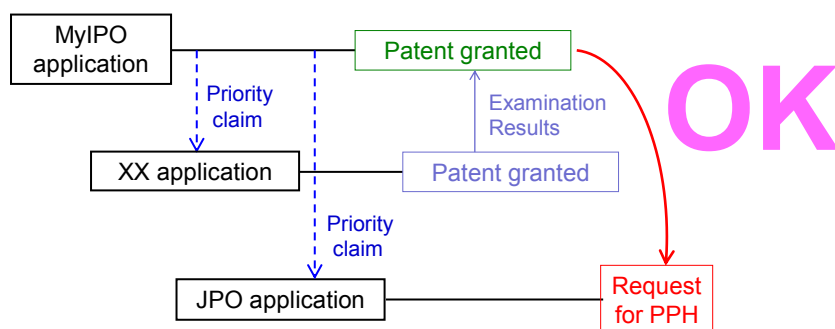 MyIPO
application
Patent granted
OK
Priority
claim
Examination
Results
XX application
Patent granted
Priority
claim
JPO application
Request
for PPH